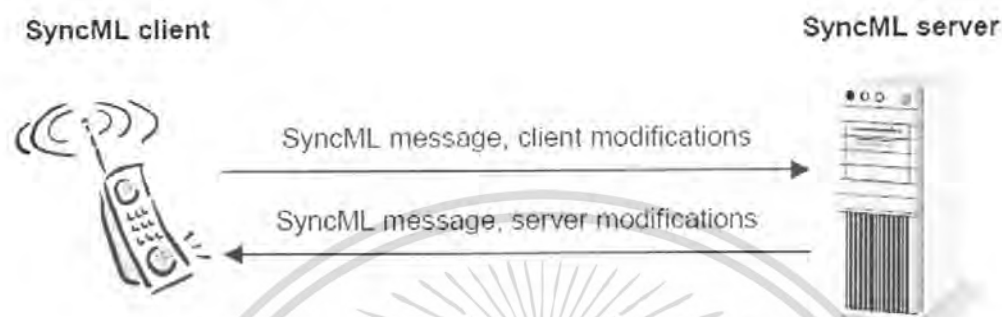 SyncML client
SyncML server
SyncML message, client modifications
SyncML message, server modifications